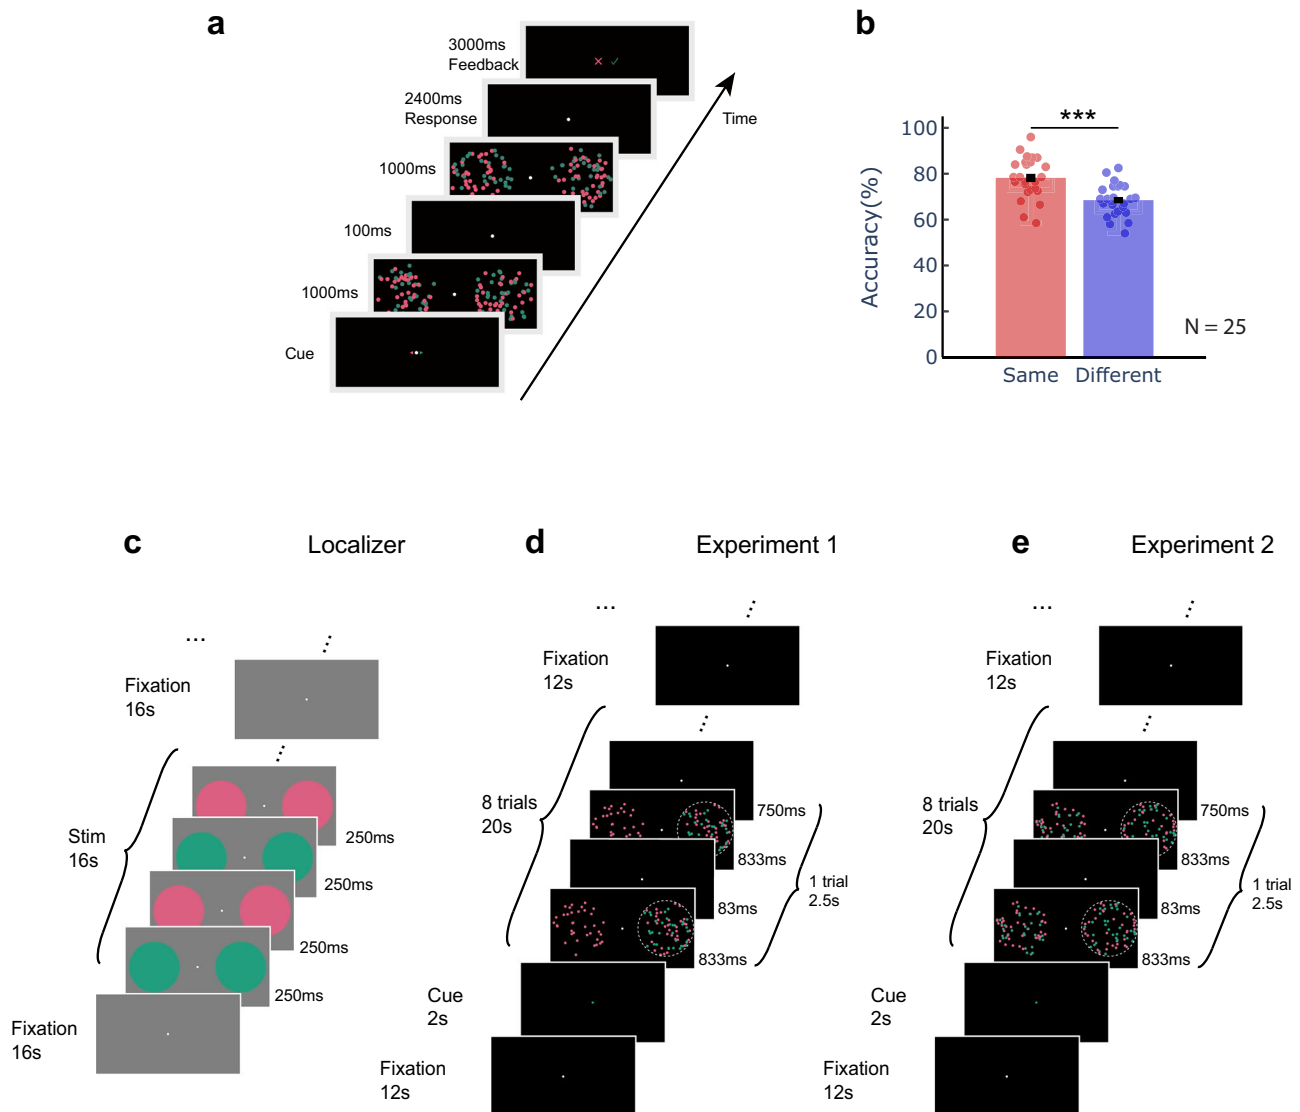 a
3000ms
Feedback
2400ms
Response
1000ms
100ms
1000ms
Cue
Time
b
***
Accuracy(%)
100
80
60
40
20
0
Same
Different
N = 25
c
Localizer
...
Fixation
16s
Stim
16s
250ms
250ms
250ms
250ms
Fixation
16s
d
Experiment 1
...
Fixation
12s
8 trials
20s
750ms
833ms
83ms
833ms
1 trial
2.5s
Cue
2s
Fixation
12s
e
Experiment 2
...
Fixation
12s
8 trials
20s
750ms
833ms
83ms
833ms
1 trial
2.5s
Cue
2s
Fixation
12s